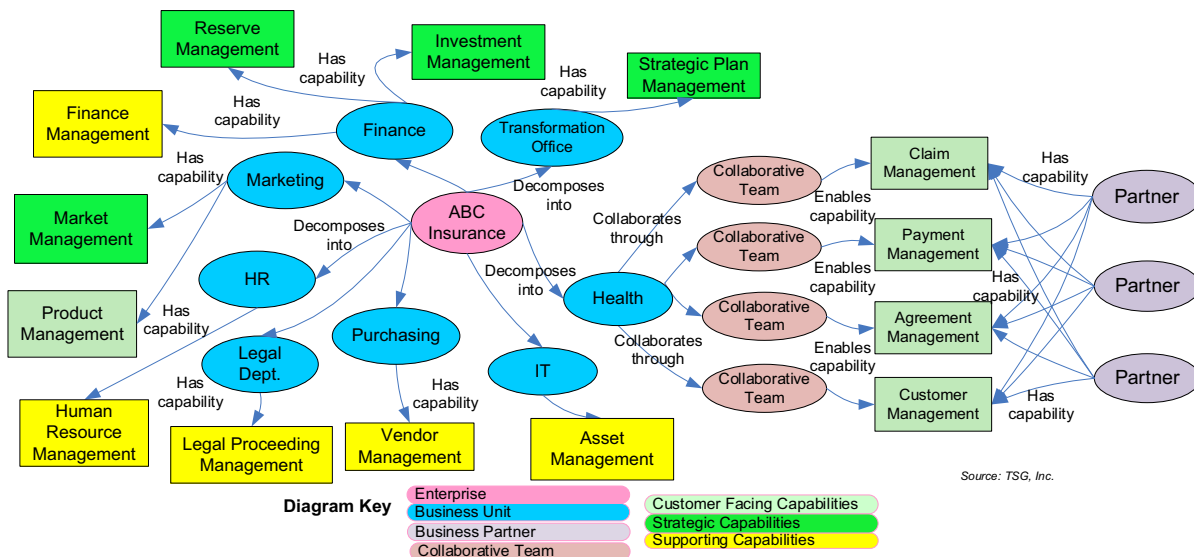 Reserve
Management
Has
capability
Investment
Management
Has
capability
Strategic Plan
Management
Finance
Management
Has
capability
Finance
Transformation
Office
Has
capability
Marketing
Decomposes
into
Market
Management
Decomposes
into
ABC
Insurance
HR
Decomposes
into
Product
Management
Has
capability
Legal
Dept.
Purchasing
IT
Health
Has
capability
Has
capability
Human
Resource
Management
Legal Proceeding
Management
Vendor
Management
Asset
Management
Collaborates
through
Collaborates
through
Collaborative
Team
Collaborative
Team
Collaborative
Team
Collaborative
Team
Enables
capability
Enables
capability
Enables
capability
Claim
Management
Payment
Management
Agreement
Management
Customer
Management
Has
capability
Has
capability
Has
capability
Partner
Partner
Partner
Source: TSG, Inc.
Diagram Key
Enterprise
Business Unit
Business Partner
Collaborative Team
Customer Facing Capabilities
Strategic Capabilities
Supporting Capabilities